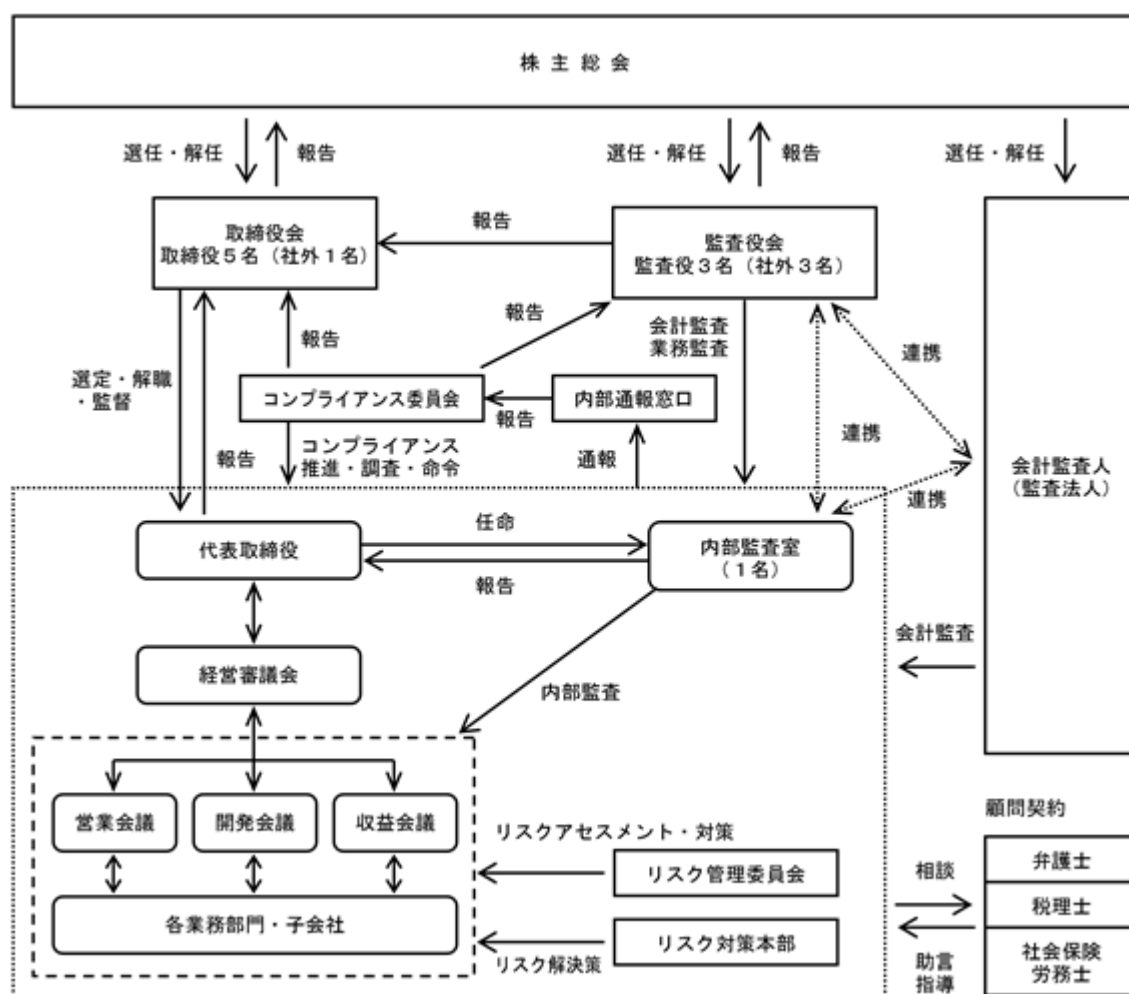 株主総会
選任・解任
報告
選任・解任
報告
選任・解任
取締役会
取締役5名（社外1名）
報告
監査役会
監査役3名（社外3名）
報告
報告
会計監査
業務監査
連携
選定・解職
・監督
コンプライアンス委員会
報告
内部通報窓口
連携
報告
コンプライアンス
推進・調査・命令
通報
会計監査人
（監査法人）
連携
代表取締役
任命
報告
内部監査室
（1名）
会計監査
経営審議会
内部監査
営業会議
開発会議
収益会議
顧問契約
リスクアセスメント・対策
リスク管理委員会
相談
弁護士
税理士
各業務部門・子会社
リスク対策本部
リスク解決策
助言
指導
社会保険
労務士